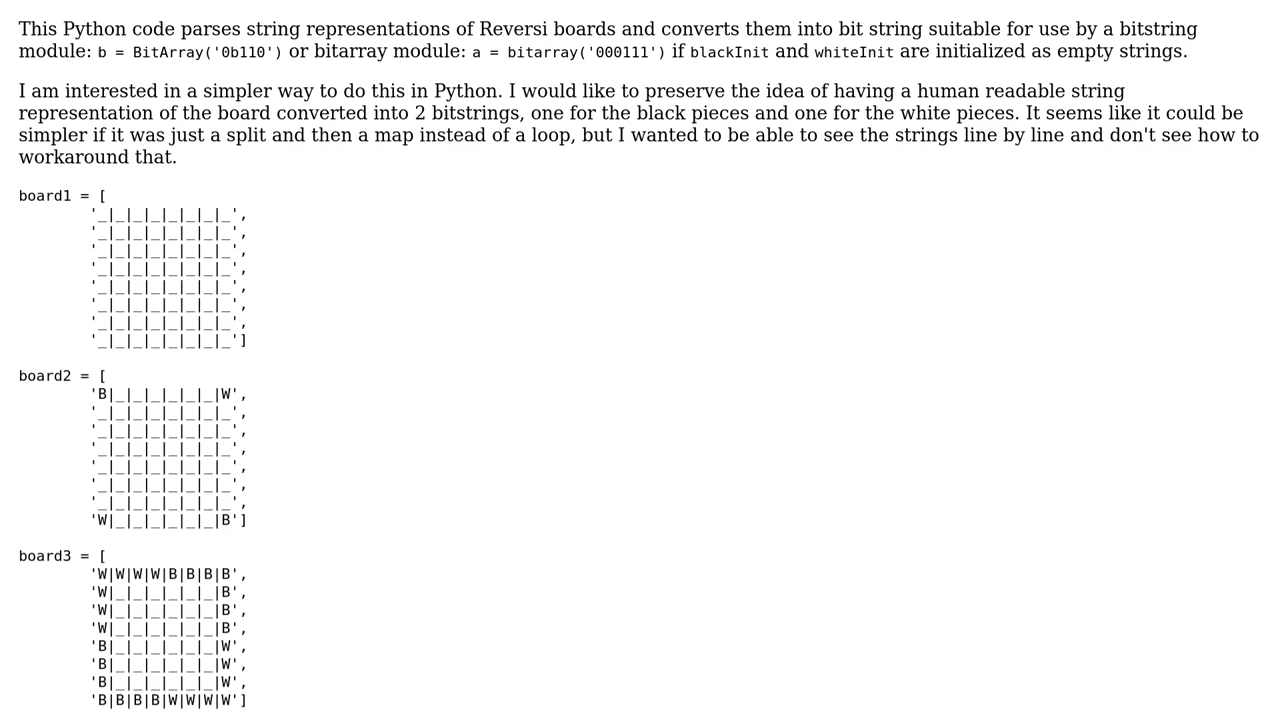 This Python code parses string representations of Reversi boards and converts them into bit string suitable for use by a bitstring
module: b = BitArray('0b110') or bitarray module: a = bitarray('000111') if blackInit and whiteInit are initialized as empty strings.
I am interested in a simpler way to do this in Python. I would like to preserve the idea of having a human readable string
representation of the board converted into 2 bitstrings, one for the black pieces and one for the white pieces. It seems like it could be
simpler if it was just a split and then a map instead of a loop, but I wanted to be able to see the strings line by line and don't see how to
workaround that.
board1 = [
'_|_|_|_|_|_|_|_',
'_|_|_|_|_|_|_|_',
'_|_|_|_|_|_|_|_',
'_|_|_|_|_|_|_|_',
'_|_|_|_|_|_|_|_',
'_|_|_|_|_|_|_|_',
'_|_|_|_|_|_|_|_',
'_|_|_|_|_|_|_|_']
board2 = [
'B|_|_|_|_|_|_|W',
'_|_|_|_|_|_|_|_',
'_|_|_|_|_|_|_|_',
'_|_|_|_|_|_|_|_',
'_|_|_|_|_|_|_|_',
'_|_|_|_|_|_|_|_',
'_|_|_|_|_|_|_|_',
'W|_|_|_|_|_|_|B']
board3 = [
'W|W|W|W|B|B|B|B',
'W|_|_|_|_|_|_|B',
'W|_|_|_|_|_|_|B',
'W|_|_|_|_|_|_|B',
'B|_|_|_|_|_|_|W',
'B|_|_|_|_|_|_|W',
'B|_|_|_|_|_|_|W',
'B|B|B|B|W|W|W|W']